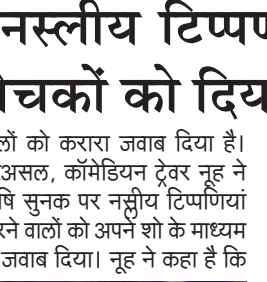 नस्लीय टिप्पण
ोचकों को दिय
लों को करारा जवाब दिया है।
असल, कॉमेडियन ट्रेवर नूह ने
षि सुनक पर नस्लीय टिप्पणियां
रने वालों को अपने शो के माध्यम
जवाब दिया। नूह ने कहा है कि